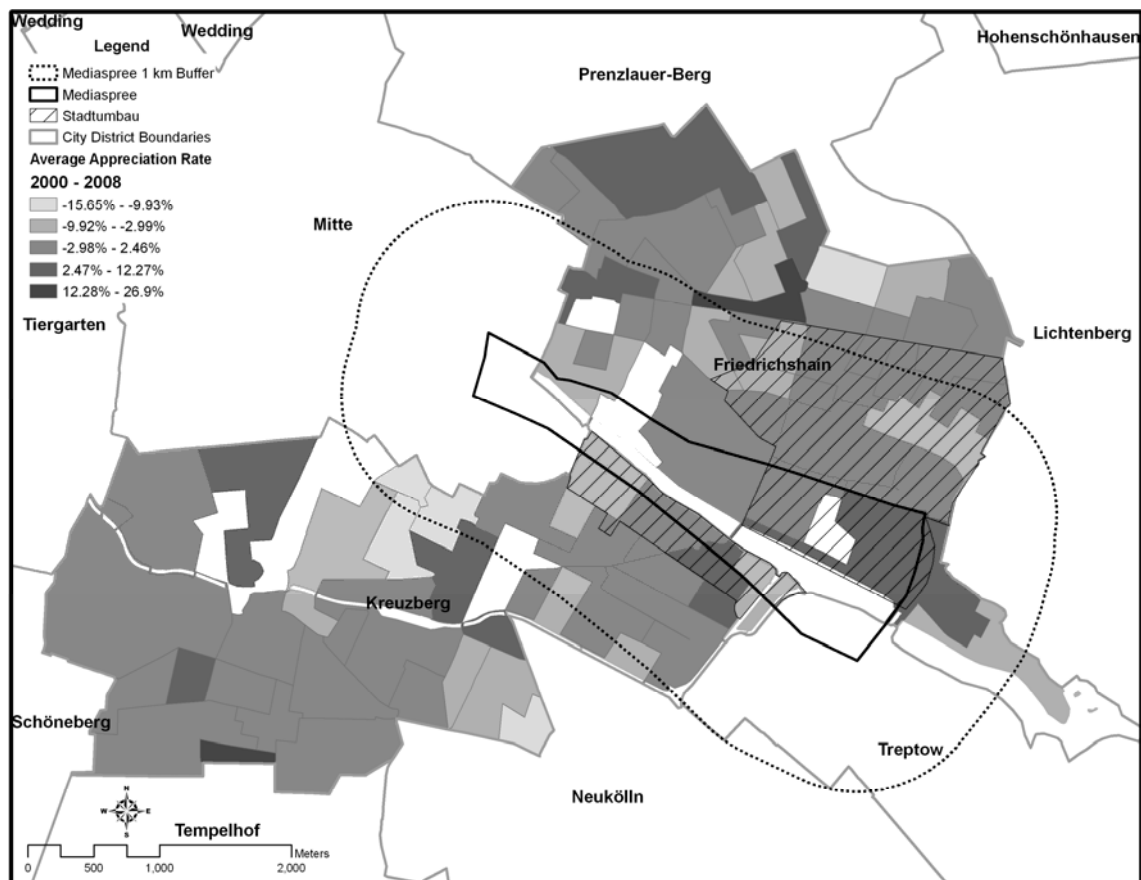 Wedding
Wedding
Hohenschönhausen
Legend
Mediaspree 1 km Buffer
Mediaspree
Stadtumbau
City District Boundaries
Average Appreciation Rate
2000 - 2008
-15.65% - -9.93%
-9.92% - -2.99%
-2.98% - 2.46%
2.47% - 12.27%
12.28% - 26.9%
Prenzlauer-Berg
Mitte
Tiergarten
Lichtenberg
Friedrichshain
Kreuzberg
Schöneberg
Treptow
Neukölln
N
W E
S
Tempelhof
Meters
0 500 1,000 2,000